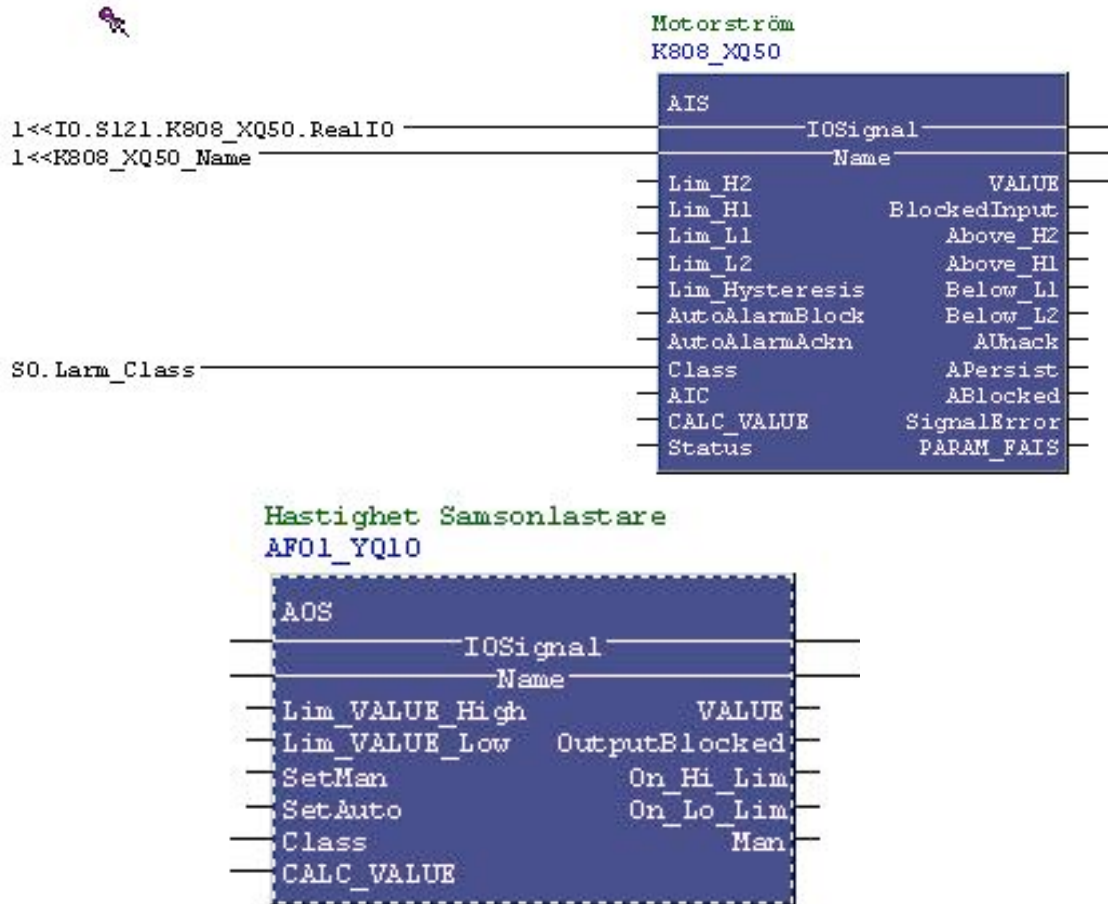 Motorström
K808_XQ50
AIS
1<<IO.S121.K808_XQ50.RealIO IOSignal
1<<K808_XQ50_Name Name
Lim_H2 VALUE
Lim_H1 BlockedInput
Lim_L1 Above_H2
Lim_L2 Above_H1
Lim_Hysteresis Below_L1
AutoAlarmBlock Below_L2
AutoAlarmAckn AUnack
S0.Larm_Class Class APersist
AIC ABlocked
CALC_VALUE SignalError
Status PARAM_FAIS
Hastighet Samsonlastare
AF01_YQ10
AOS
IOSignal
Name
Lim_VALUE_High VALUE
Lim_VALUE_Low OutputBlocked
SetMan On_Hi_Lim
SetAuto On_Lo_Lim
Class Man
CALC_VALUE